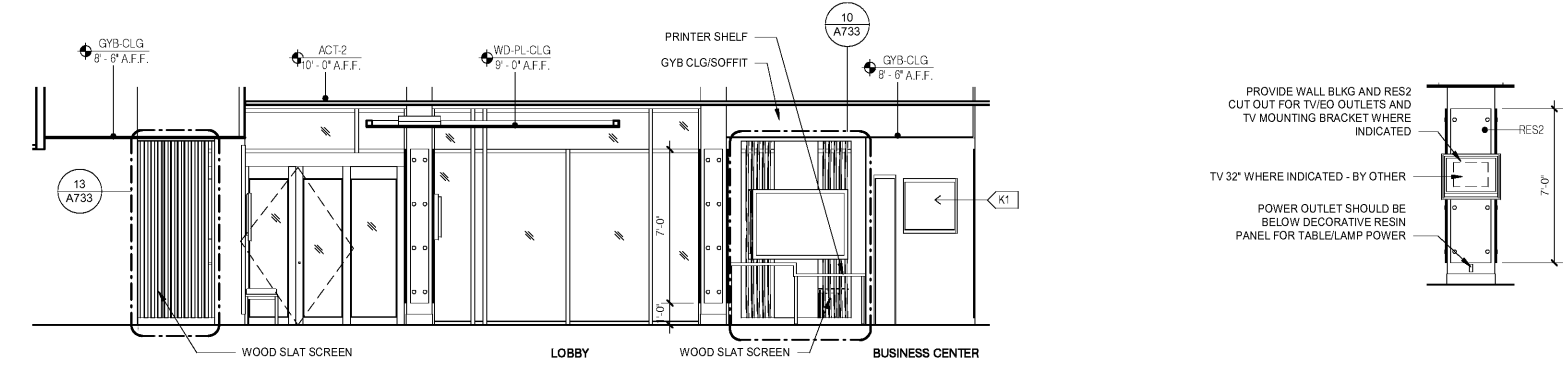 10
A733
PRINTER SHELF
GYB CLG/SOFFIT
GYB-CLG
8' - 6" A.F.F.
ACT-2
10' - 0" A.F.F.
WD-PL-CLG
9' - 0" A.F.F.
GYB-CLG
8' - 6" A.F.F.
13
A733
7'-0"
1'-0"
K1
WOOD SLAT SCREEN
LOBBY
WOOD SLAT SCREEN
BUSINESS CENTER
PROVIDE WALL BLKG AND RES2
CUT OUT FOR TV/EO OUTLETS AND
TV MOUNTING BRACKET WHERE
INDICATED
RES2
TV 32" WHERE INDICATED - BY OTHER
7'-0"
POWER OUTLET SHOULD BE
BELOW DECORATIVE RESIN
PANEL FOR TABLE/LAMP POWER